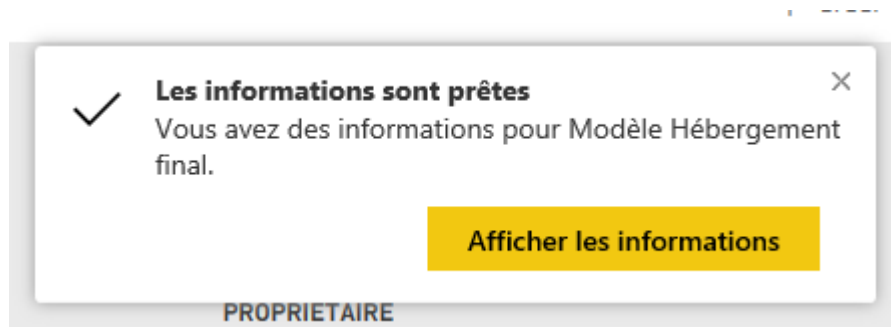 Les informations sont prêtes
Vous avez des informations pour Modèle Hébergement
final.
Afficher les informations
PROPRIETAIRE